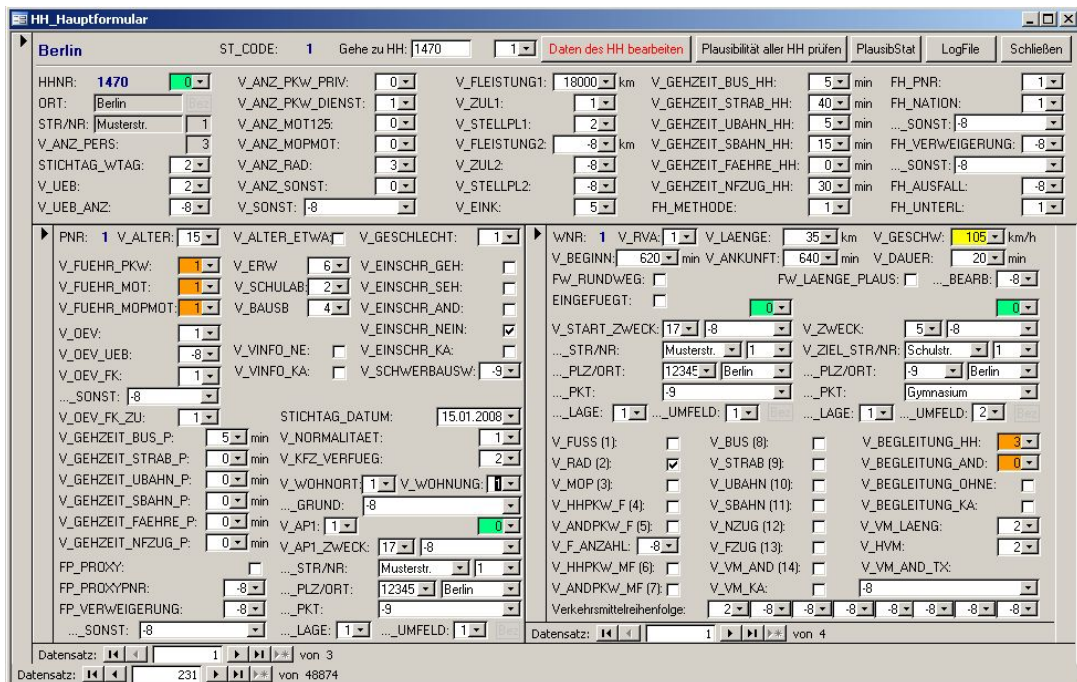 HH_Hauptformular
Berlin ST_CODE: 1 Gehe zu HH: 1470 1 Daten des HH bearbeiten Plausibilität aller HH prüfen PlausibStat LogFile Schließen
HHNR: 1470 0 V_ANZ_PKW_PRIV: 0 V_FLEISTUNG1: 18000 km V_GEHZEIT_BUS_HH: 5 min FH_PNR: 1
ORT: Berlin Bez V_ANZ_PKW_DIENST: 1 V_ZUL1: 1 V_GEHZEIT_STRAB_HH: 40 min FH_NATION: 1
STR/NR: Musterstr. 1 V_ANZ_MOT125: 0 V_STELLPL1: 2 V_GEHZEIT_UBAHN_HH: 5 min ..._SONST: -8
V_ANZ_PERS: 3 V_ANZ_MOPMOT: 0 V_FLEISTUNG2: -8 km V_GEHZEIT_SBAHN_HH: 15 min FH_VERWEIGERUNG: -8
STICHTAG_WTAG: 2 V_ANZ_RAD: 3 V_ZUL2: -8 V_GEHZEIT_FAEHRE_HH: 0 min ..._SONST: -8
V_UEB: 2 V_ANZ_SONST: 0 V_STELLPL2: -8 V_GEHZEIT_NFZUG_HH: 30 min FH_AUSFALL: -8
V_UEB_ANZ: -8 V_SONST: -8 V_EINK: 5 FH_METHODE: 1 FH_UNTERL: 1
PNR: 1 V_ALTER: 15 V_ALTER_ETWA: V_GESCHLECHT: 1
V_FUEHR_PKW: 1 V_ERW 6 V_EINSCHR_GEH:
V_FUEHR_MOT: 1 V_SCHULAB: 2 V_EINSCHR_SEH:
V_FUEHR_MOPMOT: 1 V_BAUSB 4 V_EINSCHR_AND:
V_OEV: 1 V_EINSCHR_NEIN:
V_OEV_UEB: -8 V_VINFO_NE: V_EINSCHR_KA:
V_OEV_FK: 1 V_VINFO_KA: V_SCHWERBAUSW: -9
..._SONST: -8
V_OEV_FK_ZU: 1 STICHTAG_DATUM: 15.01.2008
V_GEHZEIT_BUS_P: 5 min V_NORMALITAET: 1
V_GEHZEIT_STRAB_P: 0 min V_KFZ_VERFUEG: 2
V_GEHZEIT_UBAHN_P: 0 min V_WOHNORT: 1 V_WOHNUNG: 1
V_GEHZEIT_SBAHN_P: 0 min ..._GRUND: -8
V_GEHZEIT_FAEHRE_P: 0 min V_AP1: 1 0
V_GEHZEIT_NFZUG_P: 0 min V_AP1_ZWECK: 17 -8
FP_PROXY: ..._STR/NR: Musterstr. 1
FP_PROXYPNR: -8 ..._PLZ/ORT: 12345 Berlin
FP_VERWEIGERUNG: -8 ..._PKT: -9
..._SONST: -8 ..._LAGE: 1 ..._UMFELD: 1 Bez
Datensatz: 1 von 3
WNR: 1 V_RVA: 1 V_LAENGE: 35 km V_GESCHW: 105 km/h
V_BEGINN: 620 min V_ANKUNFT: 640 min V_DAUER: 20 min
FW_RUNDWEG: FW_LAENGE_PLAUS: ..._BEARB: -8
EINGEFUEGT: 0 0
V_START_ZWECK: 17 -8 V_ZWECK: 5 -8
..._STR/NR: Musterstr. 1 V_ZIEL_STR/NR: Schulstr. 1
..._PLZ/ORT: 12345 Berlin ..._PLZ/ORT: -9 Berlin
..._PKT: -9 ..._PKT: Gymnasium
..._LAGE: 1 ..._UMFELD: 1 Bez ..._LAGE: 1 ..._UMFELD: 2 Bez
V_FUSS (1): V_BUS (8): V_BEGLEITUNG_HH: 3
V_RAD (2): V_STRAB (9): V_BEGLEITUNG_AND: 0
V_MOP (3): V_UBAHN (10): V_BEGLEITUNG_OHNE:
V_HHPKW_F (4): V_SBAHN (11): V_BEGLEITUNG_KA:
V_ANDPKW_F (5): V_NZUG (12): V_VM_LAENG: 2
V_F_ANZAHL: -8 V_FZUG (13): V_HVM: 2
V_HHPKW_MF (6): V_VM_AND (14): V_VM_AND_TX:
V_ANDPKW_MF (7): V_VM_KA: -8
Verkehrsmittelreihenfolge: 2 -8 -8 -8 -8 -8 -8 -8
Datensatz: 1 von 4
Datensatz: 231 von 48874